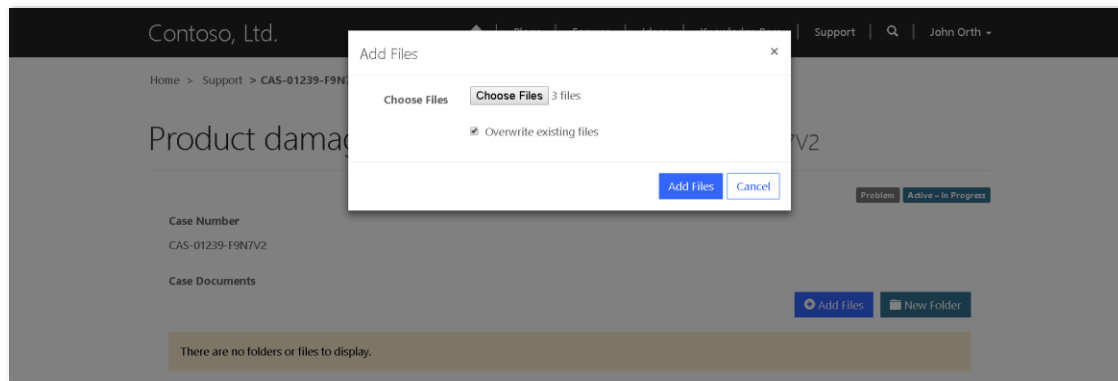 Contoso, Ltd.
Support
John Orth
Add Files
×
Home > Support > CAS-01239-F9N7
Choose Files
Choose Files 3 files
Overwrite existing files
Product dama
7V2
Add Files Cancel
Problem Active – In Progress
Case Number
CAS-01239-F9N7V2
Case Documents
Add Files New Folder
There are no folders or files to display.